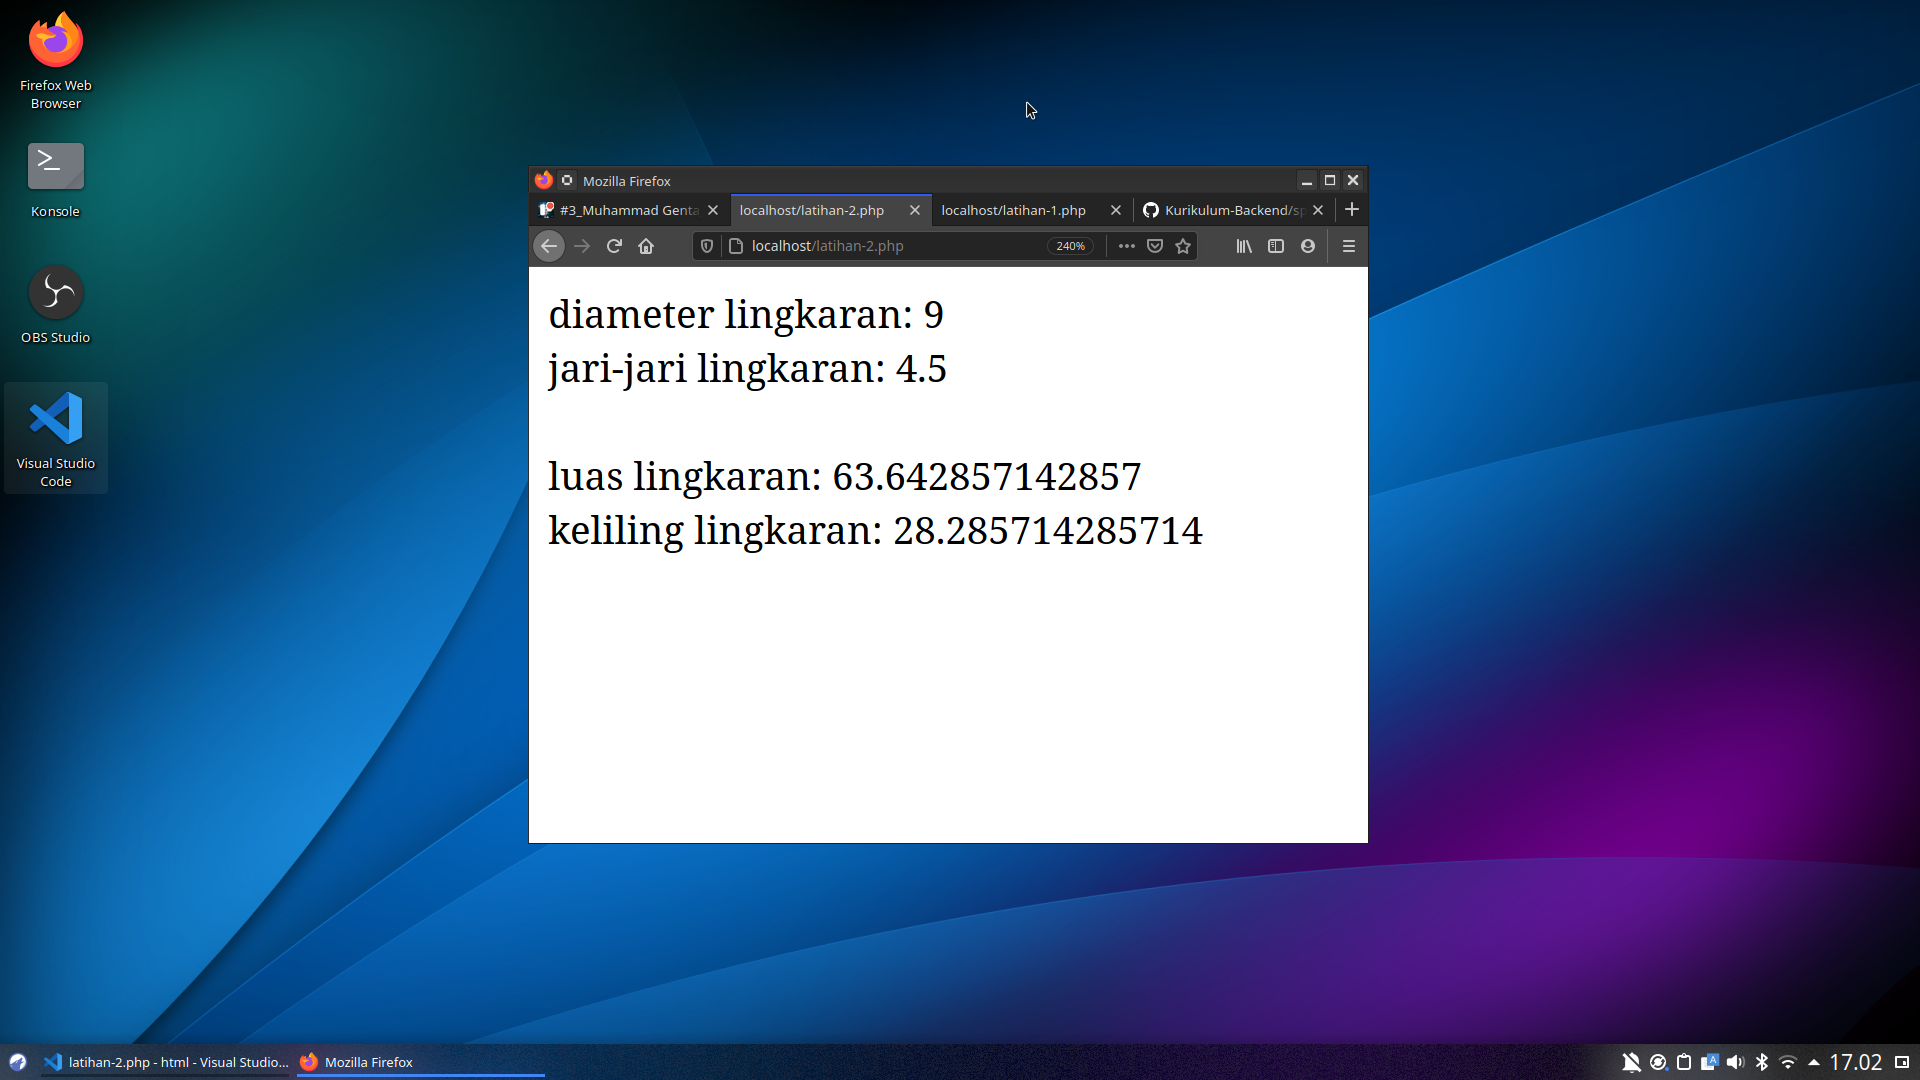 Firefox Web
Browser
Konsole
OBS Studio
Visual Studio
Code
Mozilla Firefox
#3_Muhammad Genta
localhost/latihan-2.php
localhost/latihan-1.php
Kurikulum-Backend/sp
localhost/latihan-2.php
240%
diameter lingkaran: 9
jari-jari lingkaran: 4.5
luas lingkaran: 63.642857142857
keliling lingkaran: 28.285714285714
latihan-2.php - html - Visual Studio...
Mozilla Firefox
17.02